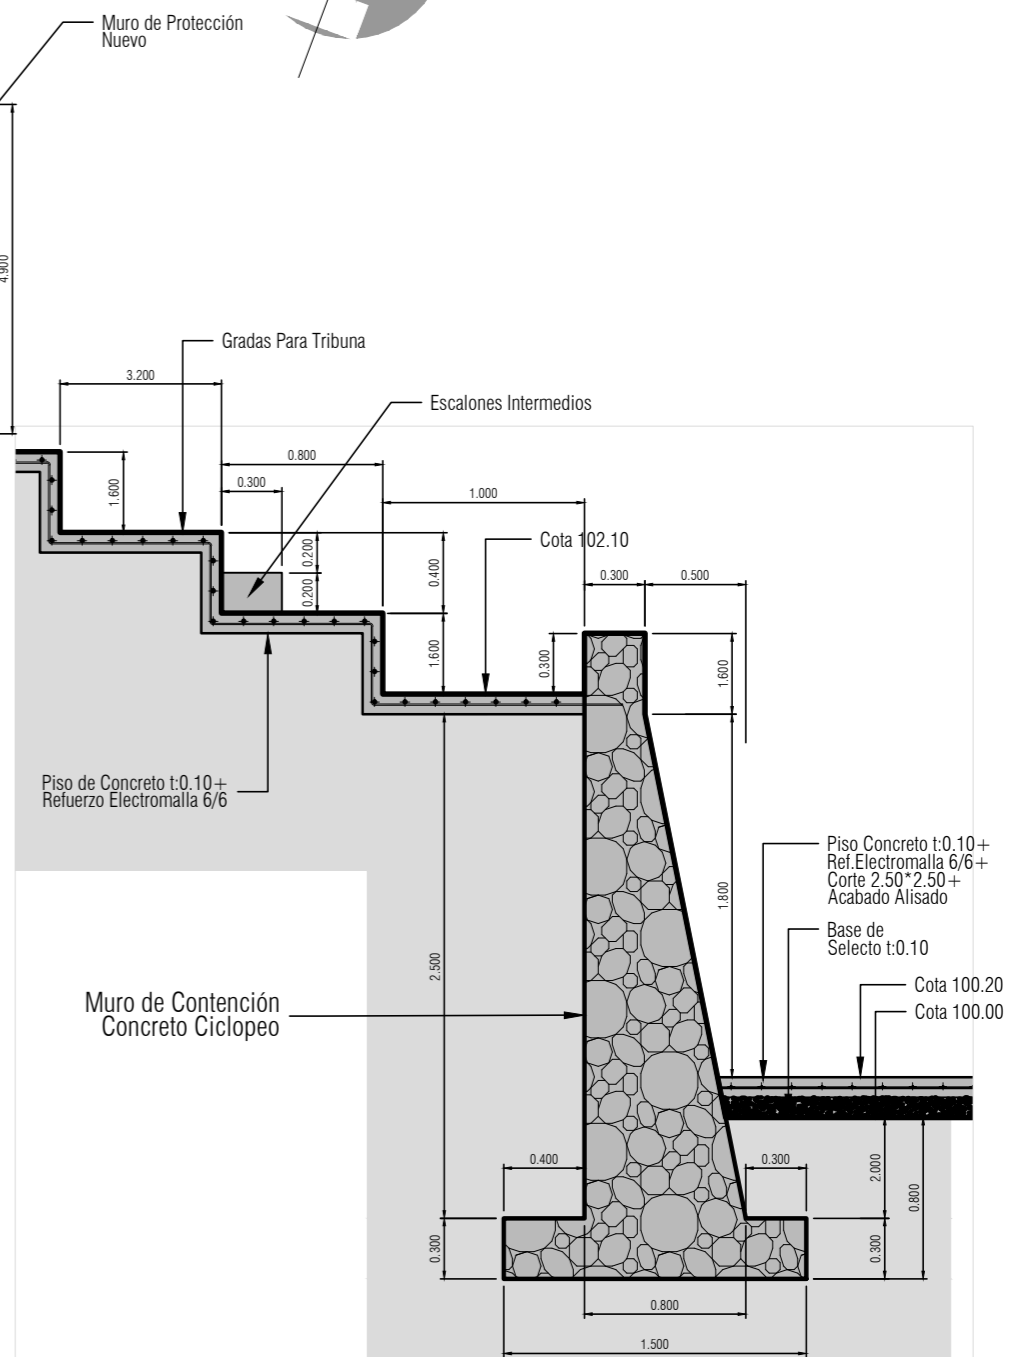 Muro de Protección
Nuevo
4.900
Gradas Para Tribuna
3.200
Escalones Intermedios
0.800
1.600
0.300
1.000
Cota 102.10
0.200
0.400
0.200
0.300
0.500
1.600
0.300
1.600
Piso de Concreto t:0.10+
Refuerzo Electromalla 6/6
Piso Concreto t:0.10+
Ref.Electromalla 6/6+
Corte 2.50*2.50+
Acabado Alisado
1.800
Base de
Selecto t:0.10
2.500
Cota 100.20
Cota 100.00
Muro de Contención
Concreto Ciclopeo
0.400
0.300
2.000
0.800
0.300
0.300
0.800
1.500